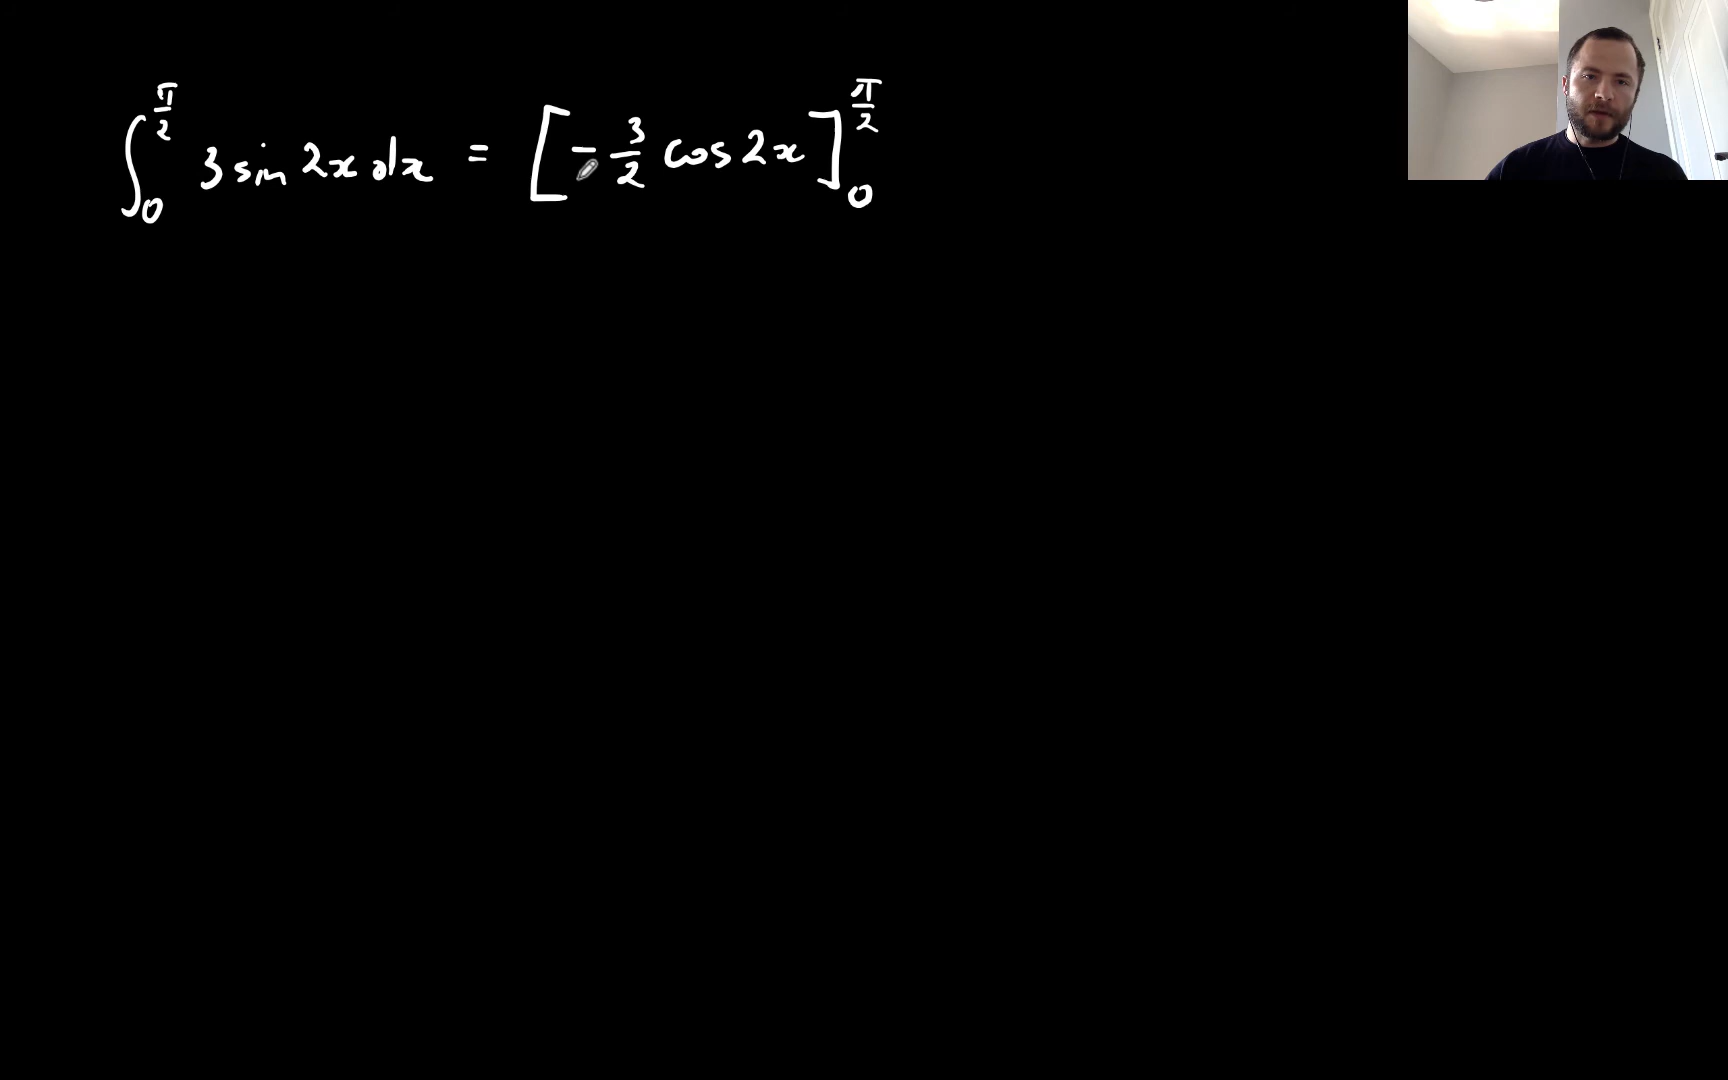 ∫₀^(π/2) 3 sin 2x dx = [-3/2 cos 2x]₀^(π/2)